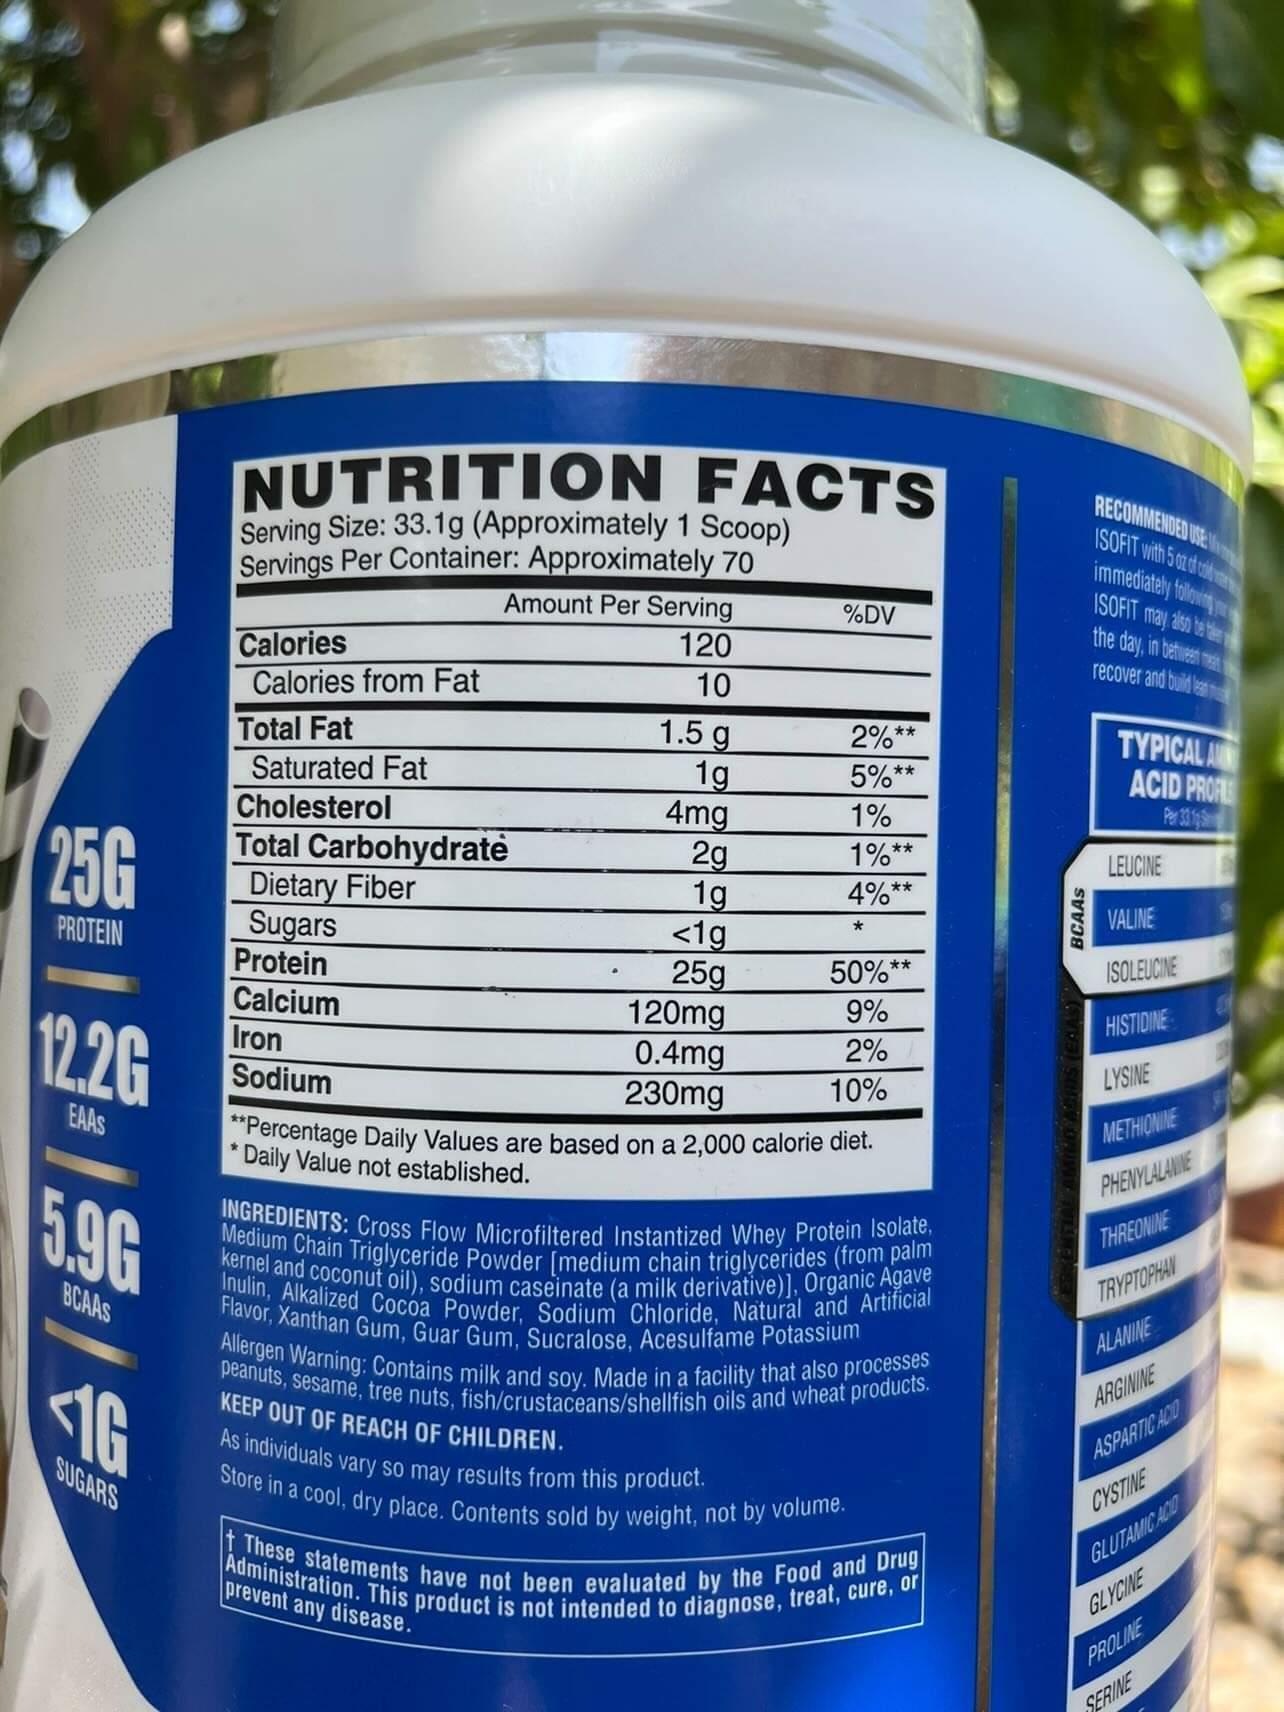 NUTRITION FACTS
Serving Size: 33.1g (Approximately 1 Scoop)
Servings Per Container: Approximately 70
Amount Per Serving %DV
Calories 120
Calories from Fat 10
Total Fat 1.5 g 2%**
Saturated Fat 1g 5%**
Cholesterol 4mg 1%
Total Carbohydrate 2g 1%**
Dietary Fiber 1g 4%**
Sugars <1g *
Protein 25g 50%**
Calcium 120mg 9%
Iron 0.4mg 2%
Sodium 230mg 10%
**Percentage Daily Values are based on a 2,000 calorie diet.
* Daily Value not established.
INGREDIENTS: Cross Flow Microfiltered Instantized Whey Protein Isolate,
Medium Chain Triglyceride Powder [medium chain triglycerides (from palm
kernel and coconut oil), sodium caseinate (a milk derivative)], Organic Agave
Inulin, Alkalized Cocoa Powder, Sodium Chloride, Natural and Artificial
Flavor, Xanthan Gum, Guar Gum, Sucralose, Acesulfame Potassium
Allergen Warning: Contains milk and soy. Made in a facility that also processes
peanuts, sesame, tree nuts, fish/crustaceans/shellfish oils and wheat products.
KEEP OUT OF REACH OF CHILDREN.
As individuals vary so may results from this product.
Store in a cool, dry place. Contents sold by weight, not by volume.
† These statements have not been evaluated by the Food and Drug
Administration. This product is not intended to diagnose, treat, cure, or
prevent any disease.
25G
PROTEIN
12.2G
EAAs
5.9G
BCAAs
<1G
SUGARS
RECOMMENDED USE:
ISOFIT with 5 oz of cold
immediately following
ISOFIT may also be
the day, in between
recover and build lean
TYPICAL
ACID
Per 33.1g
BCAAs
LEUCINE
VALINE
ISOLEUCINE
HISTIDINE
LYSINE
METHIONINE
PHENYLALANINE
THREONINE
TRYPTOPHAN
ALANINE
ARGININE
ASPARTIC ACID
CYSTINE
GLUTAMIC ACID
GLYCINE
PROLINE
SERINE